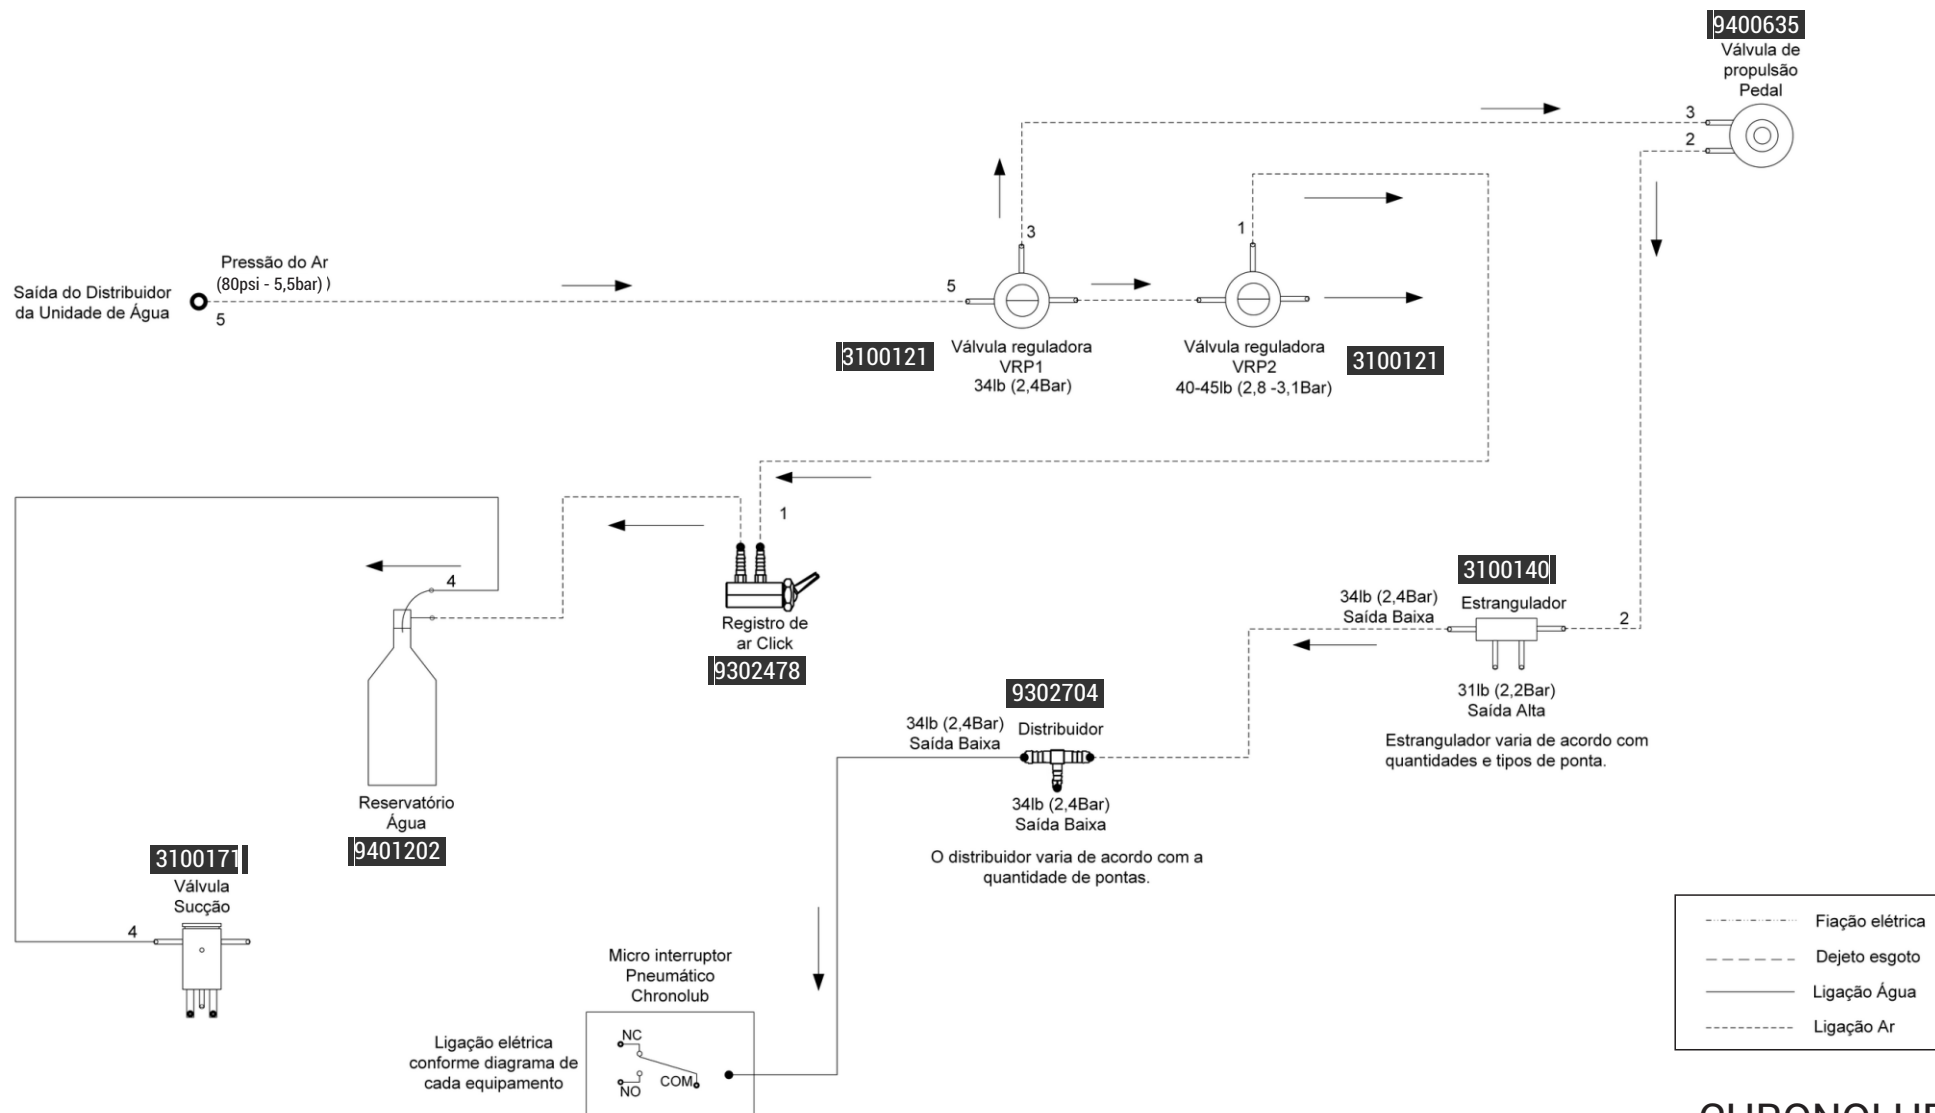 9400635
Válvula de
propulsão
Pedal
3
2
Pressão do Ar
(80psi - 5,5bar) )
Saída do Distribuidor
da Unidade de Água
5
5
3
1
3100121
Válvula reguladora
VRP1
34lb (2,4Bar)
Válvula reguladora
VRP2
40-45lb (2,8 -3,1Bar)
3100121
1
4
Registro de
ar Click
9302478
3100140
Estrangulador
34lb (2,4Bar)
Saída Baixa
2
31lb (2,2Bar)
Saída Alta
Estrangulador varia de acordo com
quantidades e tipos de ponta.
9302704
Distribuidor
34lb (2,4Bar)
Saída Baixa
34lb (2,4Bar)
Saída Baixa
O distribuidor varia de acordo com a
quantidade de pontas.
Reservatório
Água
9401202
3100171
Válvula
Sucção
4
Micro interruptor
Pneumático
Chronolub
Ligação elétrica
conforme diagrama de
cada equipamento
NC
NO
COM
Fiação elétrica
Dejeto esgoto
Ligação Água
Ligação Ar